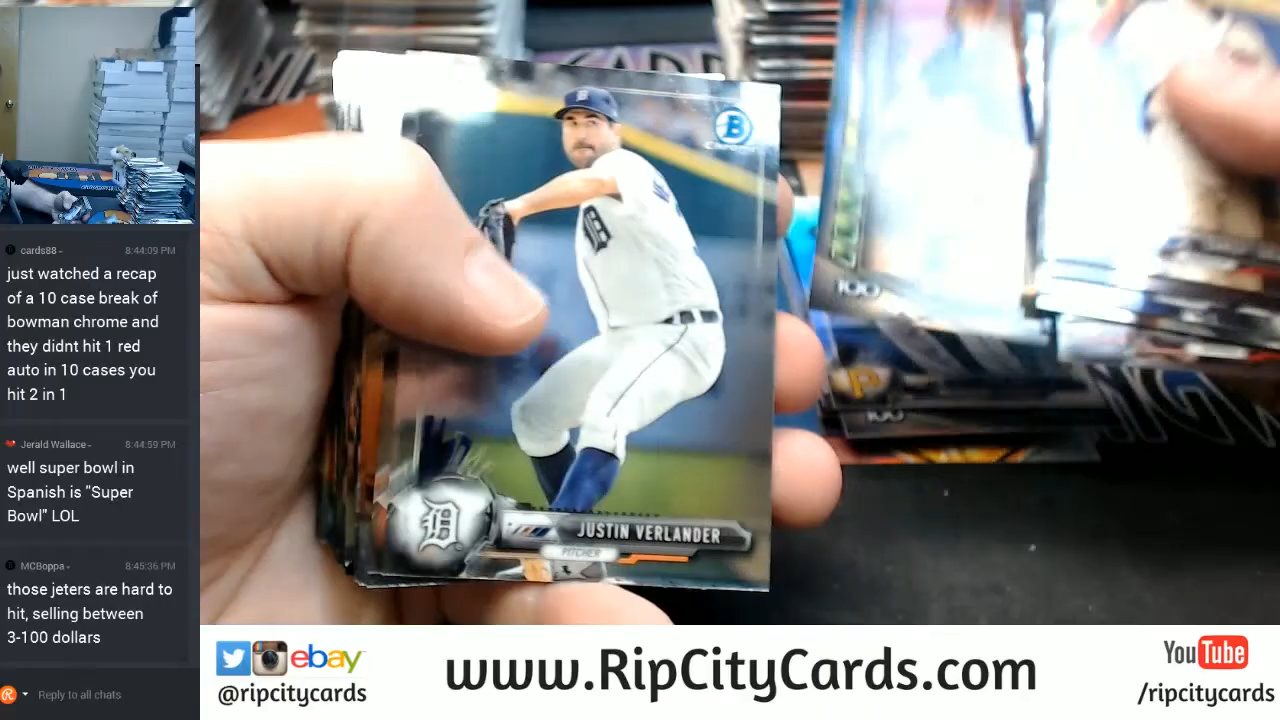 cards88- 8:44:09 PM
just watched a recap
of a 10 case break of
bowman chrome and
they didnt hit 1 red
auto in 10 cases you
hit 2 in 1
Jerald Wallace- 8:44:59 PM
well super bowl in
Spanish is "Super
Bowl" LOL
MCBoppa- 8:45:36 PM
those jeters are hard to
hit, selling between
3-100 dollars
Reply to all chats
B
Chrome
D
D
D
JUSTIN VERLANDER
PITCHER
P
ebay
@ripcitycards
www.RipCityCards.com
YouTube
/ripcitycards